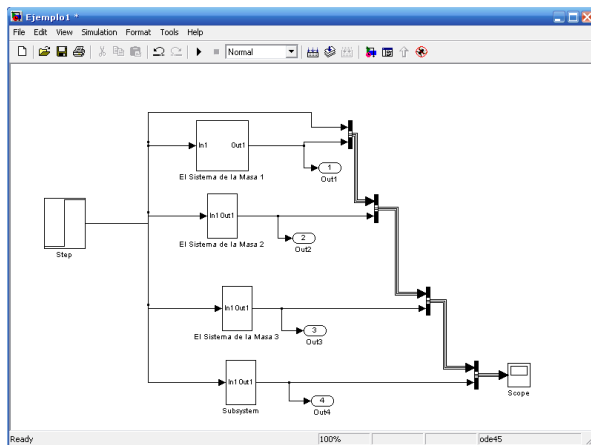 Ejemplo1 *
File Edit View Simulation Format Tools Help
Normal
In1 Out1
El Sistema de la Masa 1
1
Out1
In1 Out1
El Sistema de la Masa 2
2
Out2
Step
In1 Out1
El Sistema de la Masa 3
3
Out3
In1 Out1
Subsystem
4
Out4
Scope
Ready 100% ode45